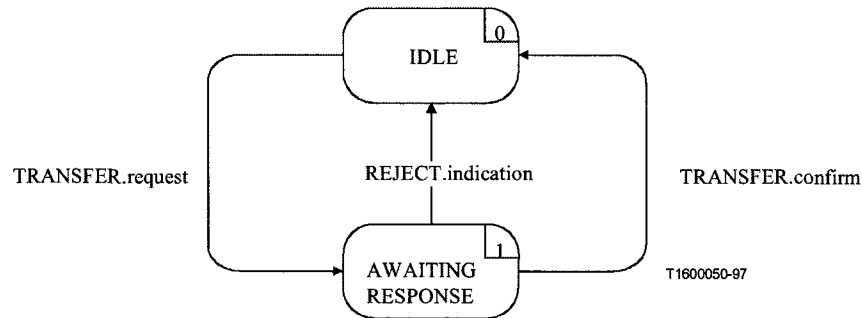 0
IDLE
TRANSFER.request
REJECT.indication
TRANSFER.confirm
1
AWAITING
RESPONSE
T1600050-97